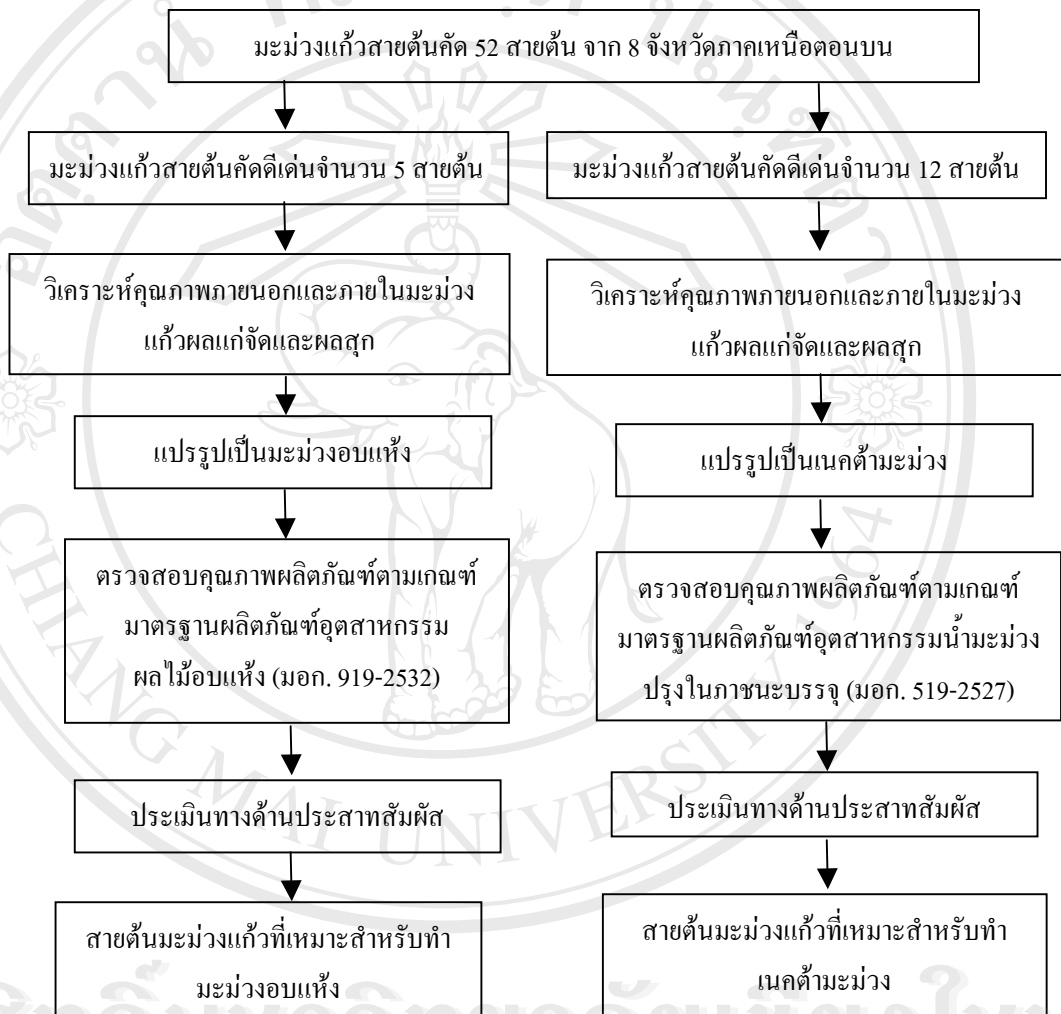 มะม่วงแก้วสายต้นคัด 52 สายต้น จาก 8 จังหวัดภาคเหนือตอนบน
มะม่วงแก้วสายต้นคัดดีเด่นจำนวน 5 สายต้น
มะม่วงแก้วสายต้นคัดดีเด่นจำนวน 12 สายต้น
วิเคราะห์คุณภาพภายนอกและภายในมะม่วง
แก้วผลแก่จัดและผลสุก
วิเคราะห์คุณภาพภายนอกและภายในมะม่วง
แก้วผลแก่จัดและผลสุก
แปรรูปเป็นมะม่วงอบแห้ง
แปรรูปเป็นเนคต้ามะม่วง
ตรวจสอบคุณภาพผลิตภัณฑ์ตามเกณฑ์
มาตรฐานผลิตภัณฑ์อุตสาหกรรม
ผลไม้อบแห้ง (มอก. 919-2532)
ตรวจสอบคุณภาพผลิตภัณฑ์ตามเกณฑ์
มาตรฐานผลิตภัณฑ์อุตสาหกรรมน้ำมะม่วง
ปรุงในภาชนะบรรจุ (มอก. 519-2527)
ประเมินทางด้านประสาทสัมผัส
ประเมินทางด้านประสาทสัมผัส
สายต้นมะม่วงแก้วที่เหมาะสำหรับทำ
มะม่วงอบแห้ง
สายต้นมะม่วงแก้วที่เหมาะสำหรับทำ
เนคต้ามะม่วง
CHIANG MAI UNIVERSITY 1964